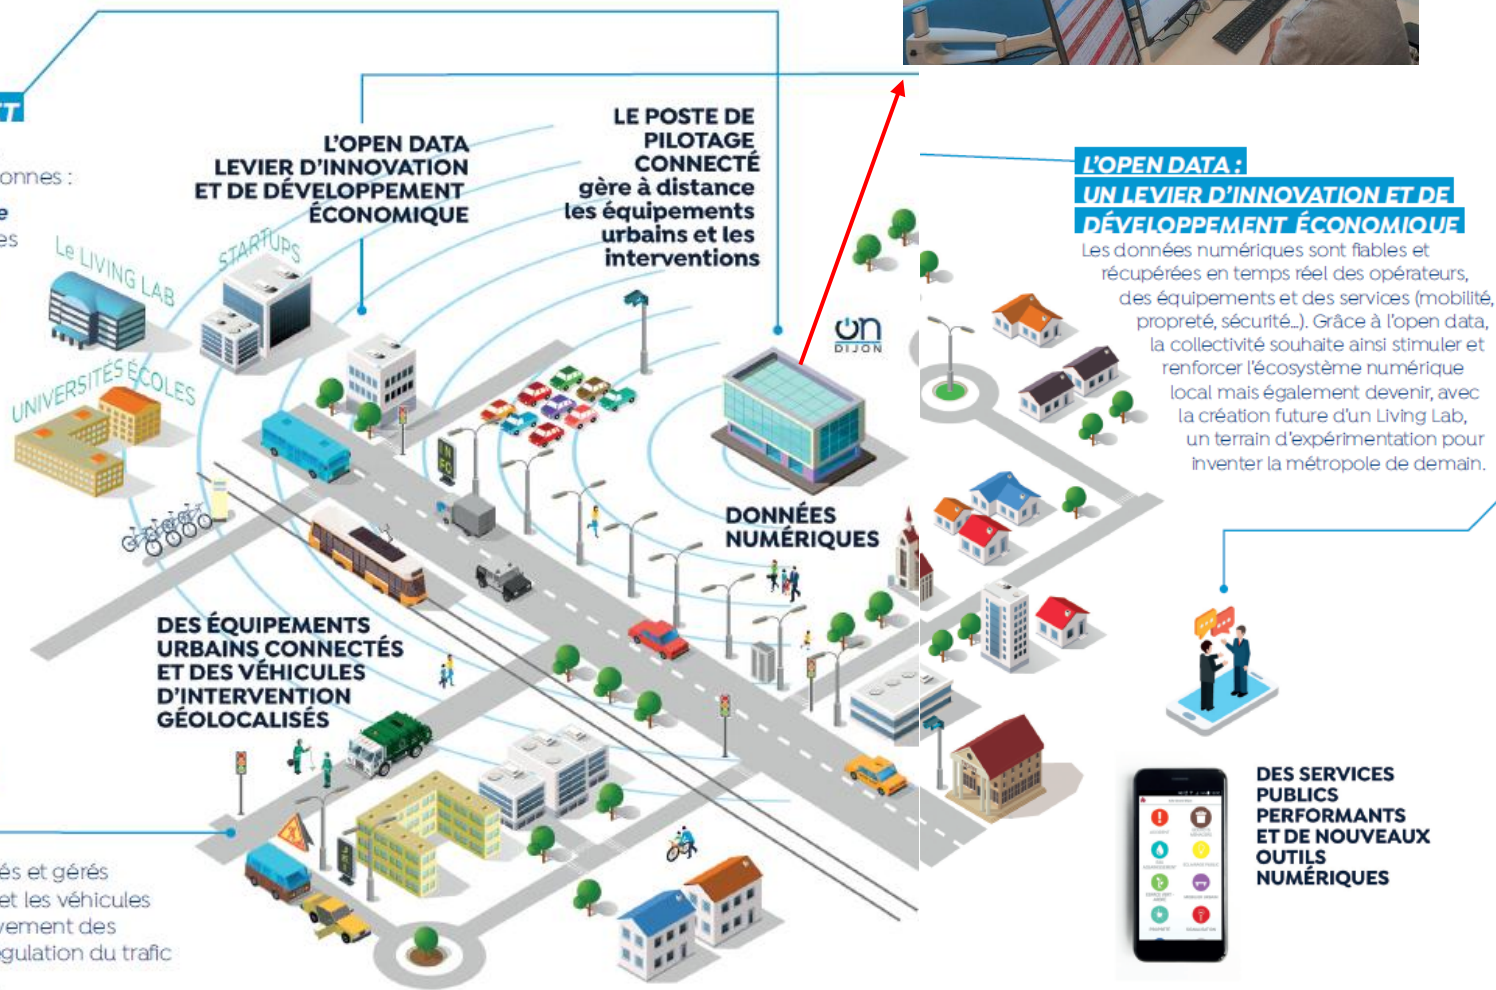 ET
onnes :
e
es
L'OPEN DATA
LEVIER D'INNOVATION
ET DE DÉVELOPPEMENT
ÉCONOMIQUE
LE POSTE DE
PILOTAGE
CONNECTÉ
gère à distance
les équipements
urbains et les
interventions
Le LIVING LAB
STARTUPS
UNIVERSITÉS ÉCOLES
on
DIJON
INFO
DONNÉES
NUMÉRIQUES
DES ÉQUIPEMENTS
URBAINS CONNECTÉS
ET DES VÉHICULES
D'INTERVENTION
GÉOLOCALISÉS
és et gérés
et les véhicules
vement des
égulation du trafic
L'OPEN DATA :
UN LEVIER D'INNOVATION ET DE
DÉVELOPPEMENT ÉCONOMIQUE
Les données numériques sont fiables et
récupérées en temps réel des opérateurs,
des équipements et des services (mobilité,
propreté, sécurité...). Grâce à l'open data,
la collectivité souhaite ainsi stimuler et
renforcer l'écosystème numérique
local mais également devenir, avec
la création future d'un Living Lab,
un terrain d'expérimentation pour
inventer la métropole de demain.
DES SERVICES
PUBLICS
PERFORMANTS
ET DE NOUVEAUX
OUTILS
NUMÉRIQUES